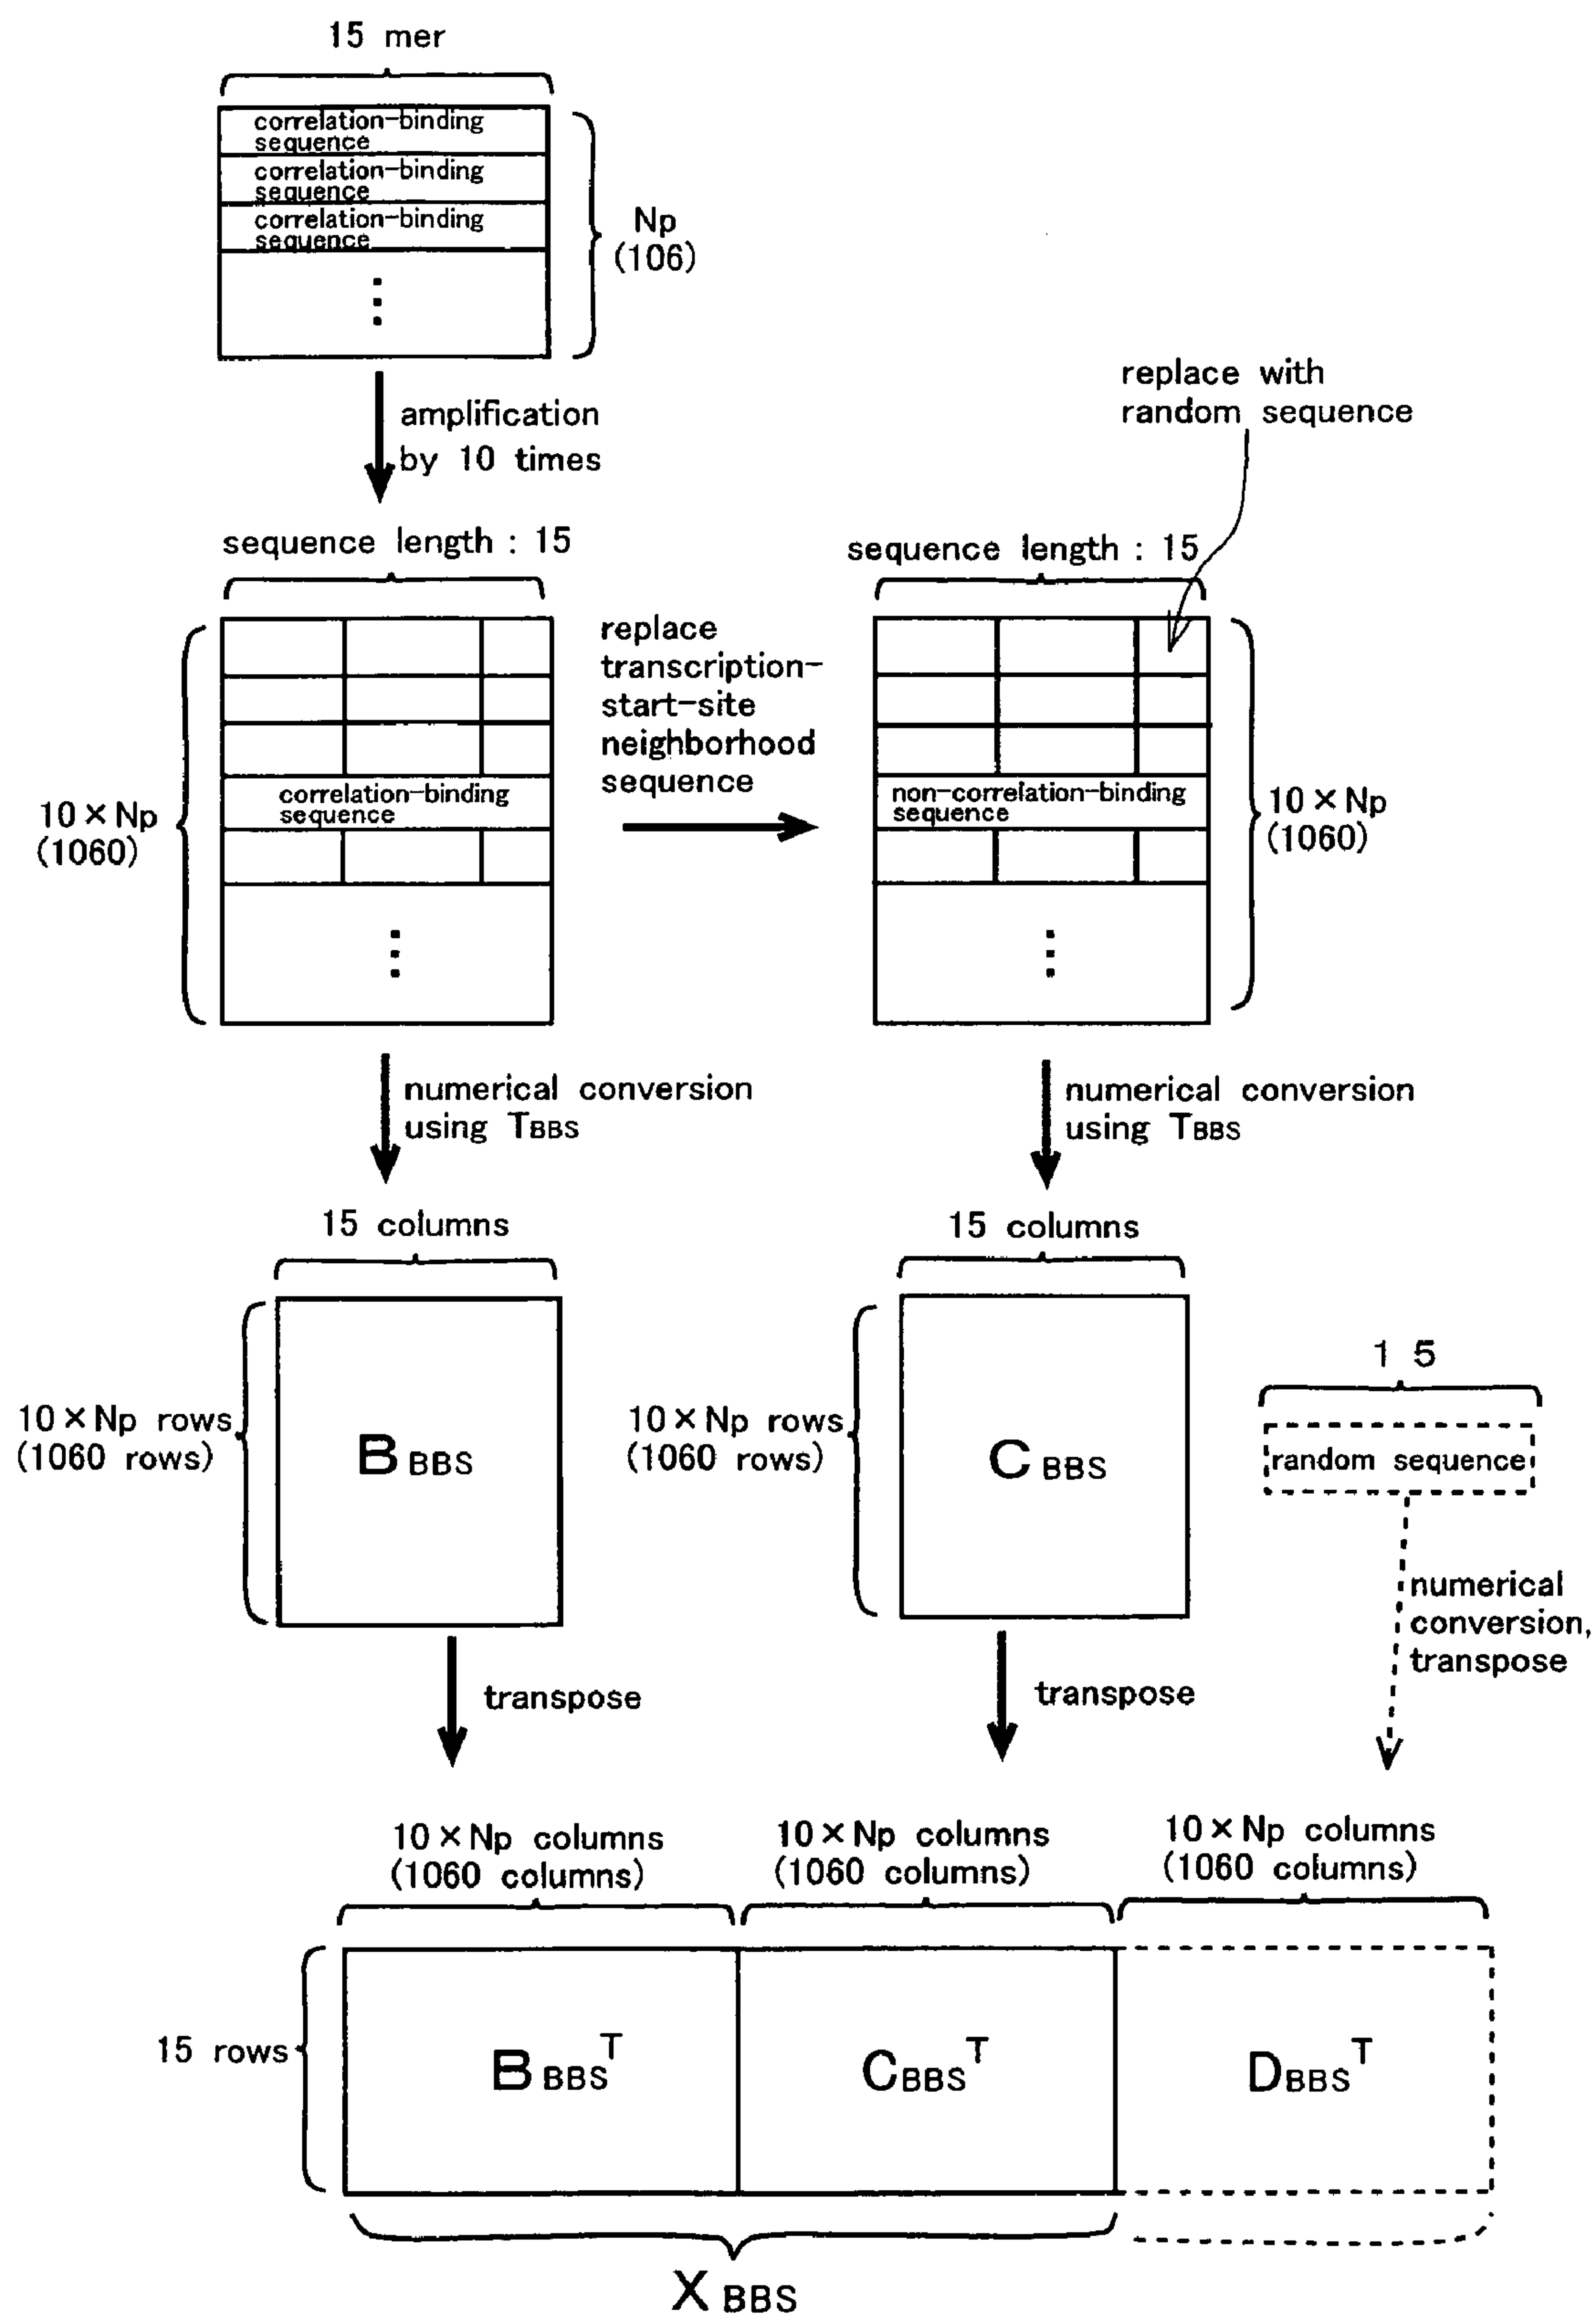 15 mer
correlation-binding
sequence
correlation-binding
sequence
correlation-binding
sequence
Np
(106)
amplification
by 10 times
replace with
random sequence
sequence length : 15
sequence length : 15
replace
transcription-
start-site
neighborhood
sequence
10×Np
(1060)
correlation-binding
sequence
non-correlation-binding
sequence
10×Np
(1060)
numerical conversion
using TBBS
numerical conversion
using TBBS
15 columns
15 columns
10×Np rows
(1060 rows)
BBBS
10×Np rows
(1060 rows)
CBBS
1 5
random sequence
numerical
conversion,
transpose
transpose
transpose
10×Np columns
(1060 columns)
10×Np columns
(1060 columns)
10×Np columns
(1060 columns)
15 rows
BBBS^T
CBBS^T
DBBS^T
XBBS